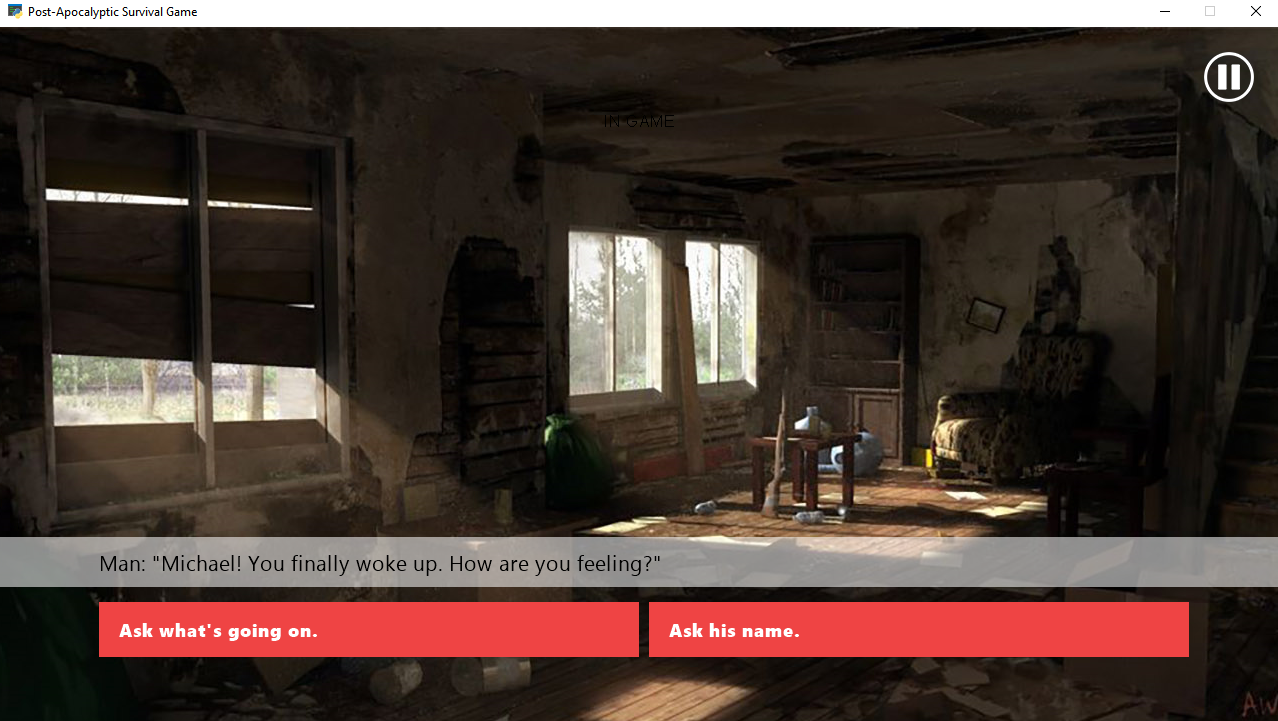 Post-Apocalyptic Survival Game
IN GAME
Man: "Michael! You finally woke up. How are you feeling?"
Ask what's going on.
Ask his name.